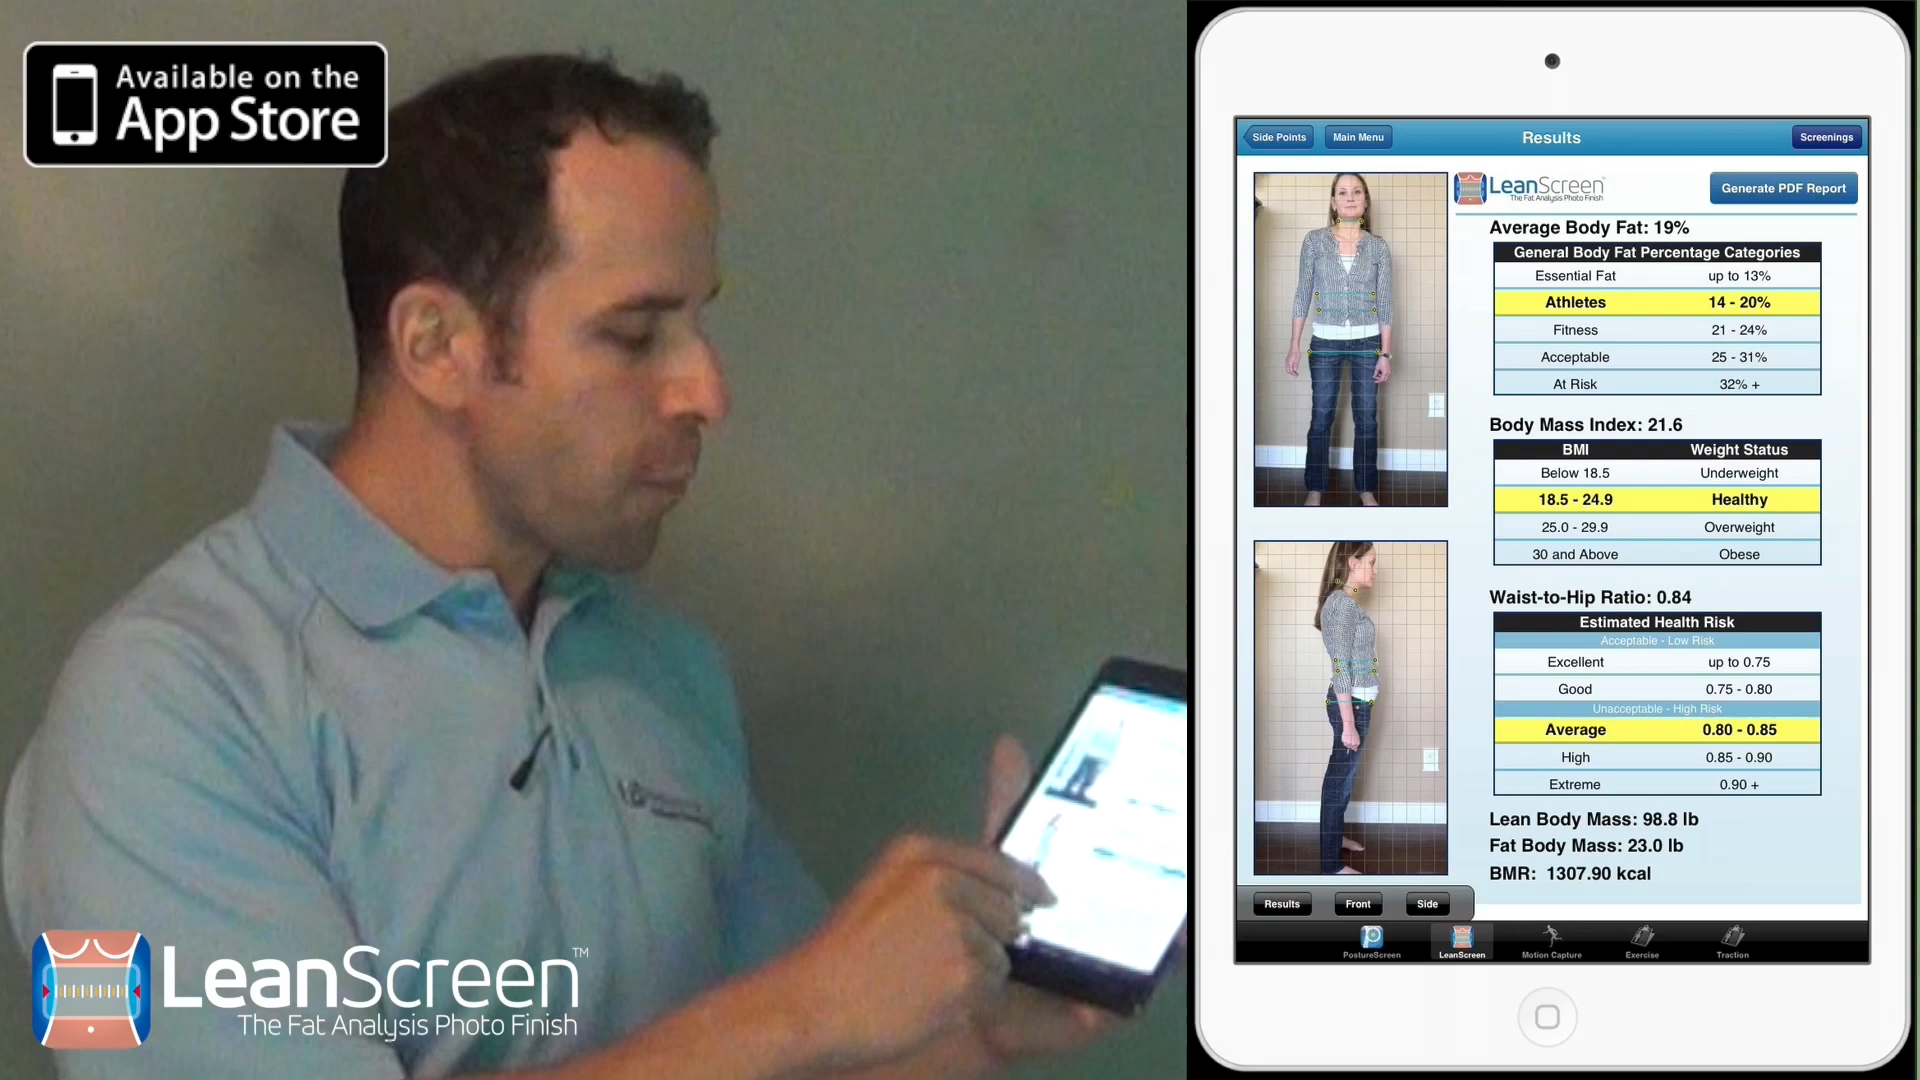 Available on the
App Store
LeanScreen™
The Fat Analysis Photo Finish
Side Points
Main Menu
Results
Screenings
LeanScreen
The Fat Analysis Photo Finish
Generate PDF Report
Average Body Fat: 19%
General Body Fat Percentage Categories
Essential Fat up to 13%
Athletes 14 - 20%
Fitness 21 - 24%
Acceptable 25 - 31%
At Risk 32% +
Body Mass Index: 21.6
BMI Weight Status
Below 18.5 Underweight
18.5 - 24.9 Healthy
25.0 - 29.9 Overweight
30 and Above Obese
Waist-to-Hip Ratio: 0.84
Estimated Health Risk
Acceptable - Low Risk
Excellent up to 0.75
Good 0.75 - 0.80
Unacceptable - High Risk
Average 0.80 - 0.85
High 0.85 - 0.90
Extreme 0.90 +
Lean Body Mass: 98.8 lb
Fat Body Mass: 23.0 lb
BMR: 1307.90 kcal
Results
Front
Side
PostureScreen
LeanScreen
Motion Capture
Exercise
Traction